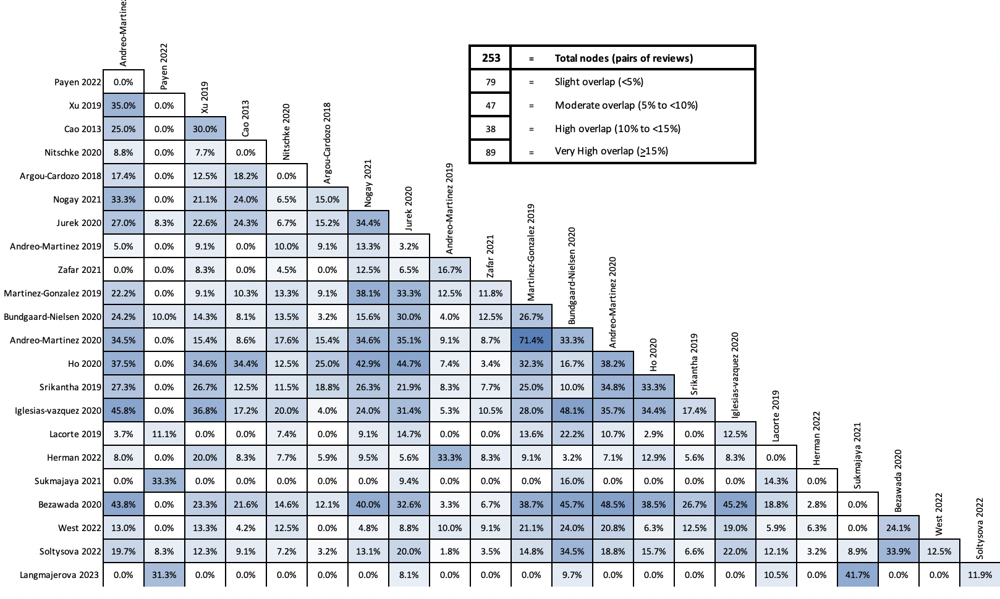 Andreo-Martinez
Payen 2022
Xu 2019
Cao 2013
Nitschke 2020
Argou-Cardozo 2018
Nogay 2021
Jurek 2020
Andreo-Martinez 2019
Zafar 2021
Martinez-Gonzalez 2019
Bundgaard-Nielsen 2020
Andreo-Martinez 2020
Ho 2020
Srikantha 2019
Iglesias-vazquez 2020
Lacorte 2019
Herman 2022
Sukmajaya 2021
Bezawada 2020
West 2022
Soltysova 2022
253 = Total nodes (pairs of reviews)
79 = Slight overlap (<5%)
47 = Moderate overlap (5% to <10%)
38 = High overlap (10% to <15%)
89 = Very High overlap (≥15%)
Payen 2022 0.0%
Xu 2019 35.0% 0.0%
Cao 2013 25.0% 0.0% 30.0%
Nitschke 2020 8.8% 0.0% 7.7% 0.0%
Argou-Cardozo 2018 17.4% 0.0% 12.5% 18.2% 0.0%
Nogay 2021 33.3% 0.0% 21.1% 24.0% 6.5% 15.0%
Jurek 2020 27.0% 8.3% 22.6% 24.3% 6.7% 15.2% 34.4%
Andreo-Martinez 2019 5.0% 0.0% 9.1% 0.0% 10.0% 9.1% 13.3% 3.2%
Zafar 2021 0.0% 0.0% 8.3% 0.0% 4.5% 0.0% 12.5% 6.5% 16.7%
Martinez-Gonzalez 2019 22.2% 0.0% 9.1% 10.3% 13.3% 9.1% 38.1% 33.3% 12.5% 11.8%
Bundgaard-Nielsen 2020 24.2% 10.0% 14.3% 8.1% 13.5% 3.2% 15.6% 30.0% 4.0% 12.5% 26.7%
Andreo-Martinez 2020 34.5% 0.0% 15.4% 8.6% 17.6% 15.4% 34.6% 35.1% 9.1% 8.7% 71.4% 33.3%
Ho 2020 37.5% 0.0% 34.6% 34.4% 12.5% 25.0% 42.9% 44.7% 7.4% 3.4% 32.3% 16.7% 38.2%
Srikantha 2019 27.3% 0.0% 26.7% 12.5% 11.5% 18.8% 26.3% 21.9% 8.3% 7.7% 25.0% 10.0% 34.8% 33.3%
Iglesias-vazquez 2020 45.8% 0.0% 36.8% 17.2% 20.0% 4.0% 24.0% 31.4% 5.3% 10.5% 28.0% 48.1% 35.7% 34.4% 17.4%
Lacorte 2019 3.7% 11.1% 0.0% 0.0% 7.4% 0.0% 9.1% 14.7% 0.0% 0.0% 13.6% 22.2% 10.7% 2.9% 0.0% 12.5%
Herman 2022 8.0% 0.0% 20.0% 8.3% 7.7% 5.9% 9.5% 5.6% 33.3% 8.3% 9.1% 3.2% 7.1% 12.9% 5.6% 8.3% 0.0%
Sukmajaya 2021 0.0% 33.3% 0.0% 0.0% 0.0% 0.0% 0.0% 9.4% 0.0% 0.0% 0.0% 16.0% 0.0% 0.0% 0.0% 0.0% 14.3% 0.0%
Bezawada 2020 43.8% 0.0% 23.3% 21.6% 14.6% 12.1% 40.0% 32.6% 3.3% 6.7% 38.7% 45.7% 48.5% 38.5% 26.7% 45.2% 18.8% 2.8% 0.0%
West 2022 13.0% 0.0% 13.3% 4.2% 12.5% 0.0% 4.8% 8.8% 10.0% 9.1% 21.1% 24.0% 20.8% 6.3% 12.5% 19.0% 5.9% 6.3% 0.0% 24.1%
Soltysova 2022 19.7% 8.3% 12.3% 9.1% 7.2% 3.2% 13.1% 20.0% 1.8% 3.5% 14.8% 34.5% 18.8% 15.7% 6.6% 22.0% 12.1% 3.2% 8.9% 33.9% 12.5%
Langmajerova 2023 0.0% 31.3% 0.0% 0.0% 0.0% 0.0% 0.0% 8.1% 0.0% 0.0% 0.0% 9.7% 0.0% 0.0% 0.0% 0.0% 10.5% 0.0% 41.7% 0.0% 0.0% 11.9%